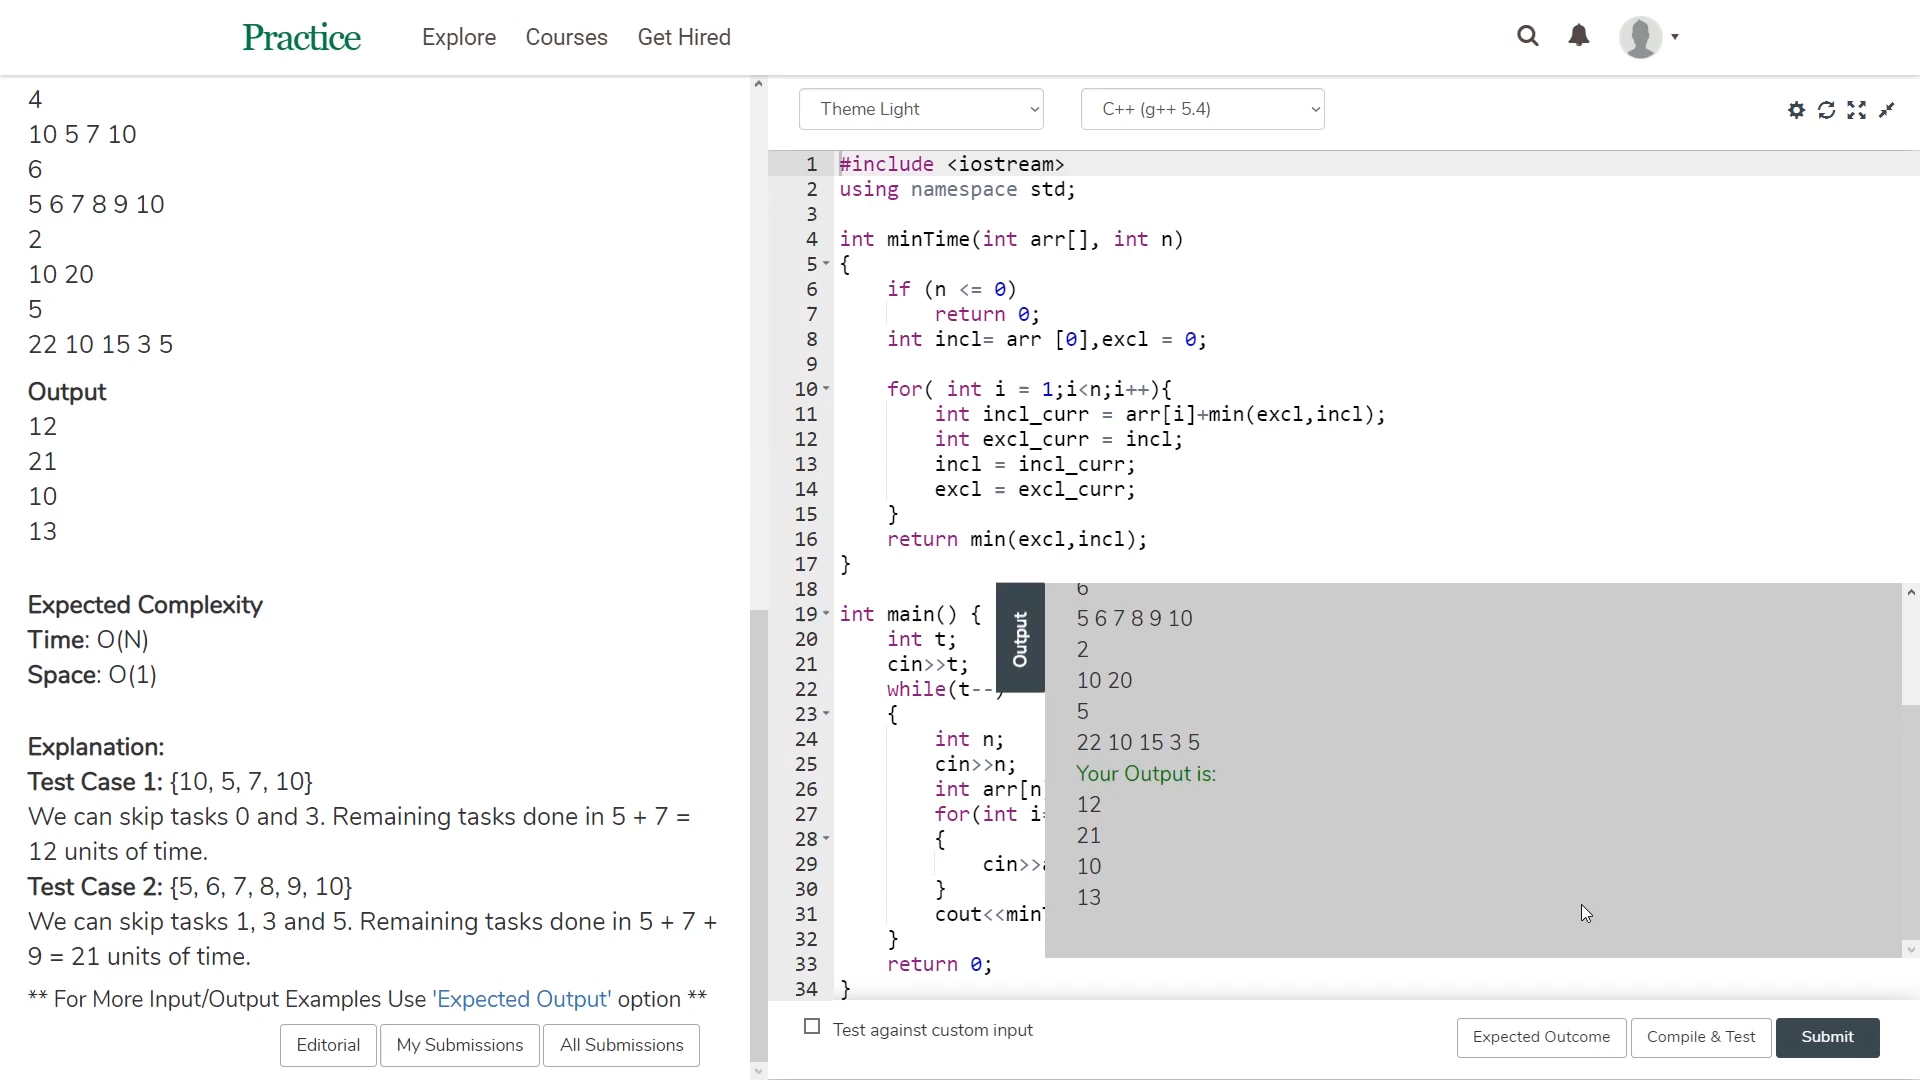 Practice
Explore Courses Get Hired
4
10 5 7 10
6
5 6 7 8 9 10
2
10 20
5
22 10 15 3 5
Output
12
21
10
13
Expected Complexity
Time: O(N)
Space: O(1)
Explanation:
Test Case 1: {10, 5, 7, 10}
We can skip tasks 0 and 3. Remaining tasks done in 5 + 7 =
12 units of time.
Test Case 2: {5, 6, 7, 8, 9, 10}
We can skip tasks 1, 3 and 5. Remaining tasks done in 5 + 7 +
9 = 21 units of time.
** For More Input/Output Examples Use 'Expected Output' option **
Editorial
My Submissions
All Submissions
Theme Light
C++ (g++ 5.4)
1 #include <iostream>
2 using namespace std;
3
4 int minTime(int arr[], int n)
5 {
6 if (n <= 0)
7 return 0;
8 int incl= arr [0],excl = 0;
9
10 for( int i = 1;i<n;i++){
11 int incl_curr = arr[i]+min(excl,incl);
12 int excl_curr = incl;
13 incl = incl_curr;
14 excl = excl_curr;
15 }
16 return min(excl,incl);
17 }
18
19 int main() {
20 int t;
21 cin>>t;
22 while(t--)
23 {
24 int n;
25 cin>>n;
26 int arr[n
27 for(int i=
28 {
29 cin>>a
30 }
31 cout<<minT
32 }
33 return 0;
34 }
Output
6
5 6 7 8 9 10
2
10 20
5
22 10 15 3 5
Your Output is:
12
21
10
13
Test against custom input
Expected Outcome
Compile & Test
Submit